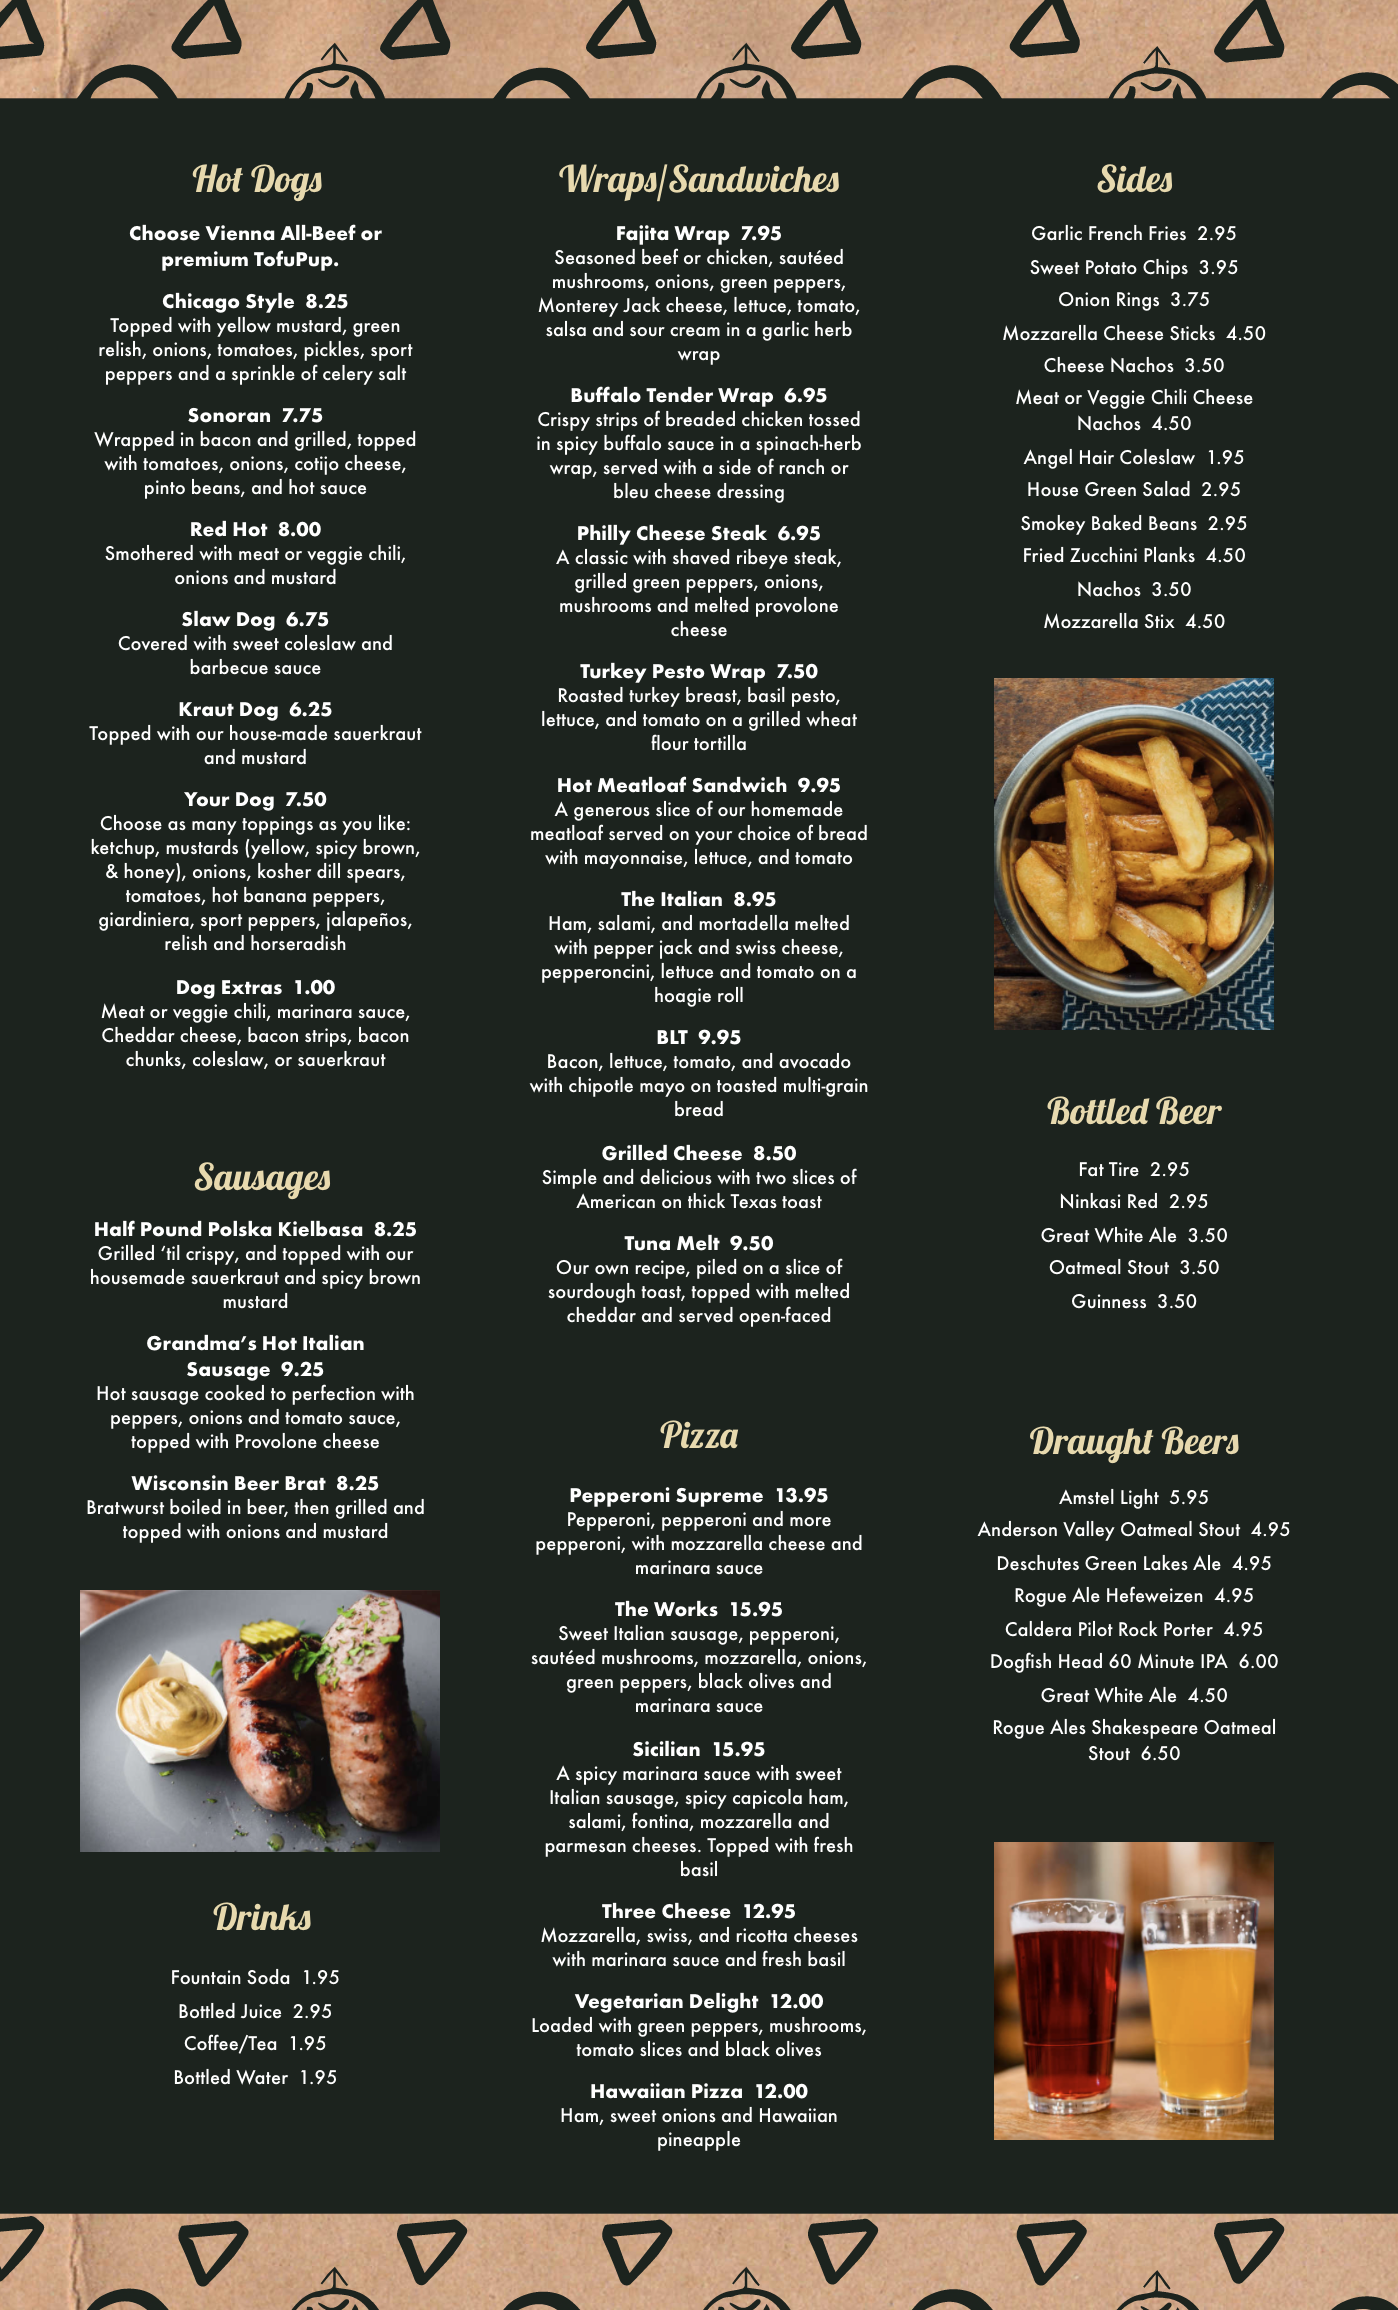 Hot Dogs
Choose Vienna All-Beef or
premium TofuPup.
Chicago Style 8.25
Topped with yellow mustard, green
relish, onions, tomatoes, pickles, sport
peppers and a sprinkle of celery salt
Sonoran 7.75
Wrapped in bacon and grilled, topped
with tomatoes, onions, cotijo cheese,
pinto beans, and hot sauce
Red Hot 8.00
Smothered with meat or veggie chili,
onions and mustard
Slaw Dog 6.75
Covered with sweet coleslaw and
barbecue sauce
Kraut Dog 6.25
Topped with our house-made sauerkraut
and mustard
Your Dog 7.50
Choose as many toppings as you like:
ketchup, mustards (yellow, spicy brown,
& honey), onions, kosher dill spears,
tomatoes, hot banana peppers,
giardiniera, sport peppers, jalapeños,
relish and horseradish
Dog Extras 1.00
Meat or veggie chili, marinara sauce,
Cheddar cheese, bacon strips, bacon
chunks, coleslaw, or sauerkraut
Sausages
Half Pound Polska Kielbasa 8.25
Grilled ‘til crispy, and topped with our
housemade sauerkraut and spicy brown
mustard
Grandma’s Hot Italian
Sausage 9.25
Hot sausage cooked to perfection with
peppers, onions and tomato sauce,
topped with Provolone cheese
Wisconsin Beer Brat 8.25
Bratwurst boiled in beer, then grilled and
topped with onions and mustard
Drinks
Fountain Soda 1.95
Bottled Juice 2.95
Coffee/Tea 1.95
Bottled Water 1.95
Wraps/Sandwiches
Fajita Wrap 7.95
Seasoned beef or chicken, sautéed
mushrooms, onions, green peppers,
Monterey Jack cheese, lettuce, tomato,
salsa and sour cream in a garlic herb
wrap
Buffalo Tender Wrap 6.95
Crispy strips of breaded chicken tossed
in spicy buffalo sauce in a spinach-herb
wrap, served with a side of ranch or
bleu cheese dressing
Philly Cheese Steak 6.95
A classic with shaved ribeye steak,
grilled green peppers, onions,
mushrooms and melted provolone
cheese
Turkey Pesto Wrap 7.50
Roasted turkey breast, basil pesto,
lettuce, and tomato on a grilled wheat
flour tortilla
Hot Meatloaf Sandwich 9.95
A generous slice of our homemade
meatloaf served on your choice of bread
with mayonnaise, lettuce, and tomato
The Italian 8.95
Ham, salami, and mortadella melted
with pepper jack and swiss cheese,
pepperoncini, lettuce and tomato on a
hoagie roll
BLT 9.95
Bacon, lettuce, tomato, and avocado
with chipotle mayo on toasted multi-grain
bread
Grilled Cheese 8.50
Simple and delicious with two slices of
American on thick Texas toast
Tuna Melt 9.50
Our own recipe, piled on a slice of
sourdough toast, topped with melted
cheddar and served open-faced
Pizza
Pepperoni Supreme 13.95
Pepperoni, pepperoni and more
pepperoni, with mozzarella cheese and
marinara sauce
The Works 15.95
Sweet Italian sausage, pepperoni,
sautéed mushrooms, mozzarella, onions,
green peppers, black olives and
marinara sauce
Sicilian 15.95
A spicy marinara sauce with sweet
Italian sausage, spicy capicola ham,
salami, fontina, mozzarella and
parmesan cheeses. Topped with fresh
basil
Three Cheese 12.95
Mozzarella, swiss, and ricotta cheeses
with marinara sauce and fresh basil
Vegetarian Delight 12.00
Loaded with green peppers, mushrooms,
tomato slices and black olives
Hawaiian Pizza 12.00
Ham, sweet onions and Hawaiian
pineapple
Sides
Garlic French Fries 2.95
Sweet Potato Chips 3.95
Onion Rings 3.75
Mozzarella Cheese Sticks 4.50
Cheese Nachos 3.50
Meat or Veggie Chili Cheese
Nachos 4.50
Angel Hair Coleslaw 1.95
House Green Salad 2.95
Smokey Baked Beans 2.95
Fried Zucchini Planks 4.50
Nachos 3.50
Mozzarella Stix 4.50
Bottled Beer
Fat Tire 2.95
Ninkasi Red 2.95
Great White Ale 3.50
Oatmeal Stout 3.50
Guinness 3.50
Draught Beers
Amstel Light 5.95
Anderson Valley Oatmeal Stout 4.95
Deschutes Green Lakes Ale 4.95
Rogue Ale Hefeweizen 4.95
Caldera Pilot Rock Porter 4.95
Dogfish Head 60 Minute IPA 6.00
Great White Ale 4.50
Rogue Ales Shakespeare Oatmeal
Stout 6.50